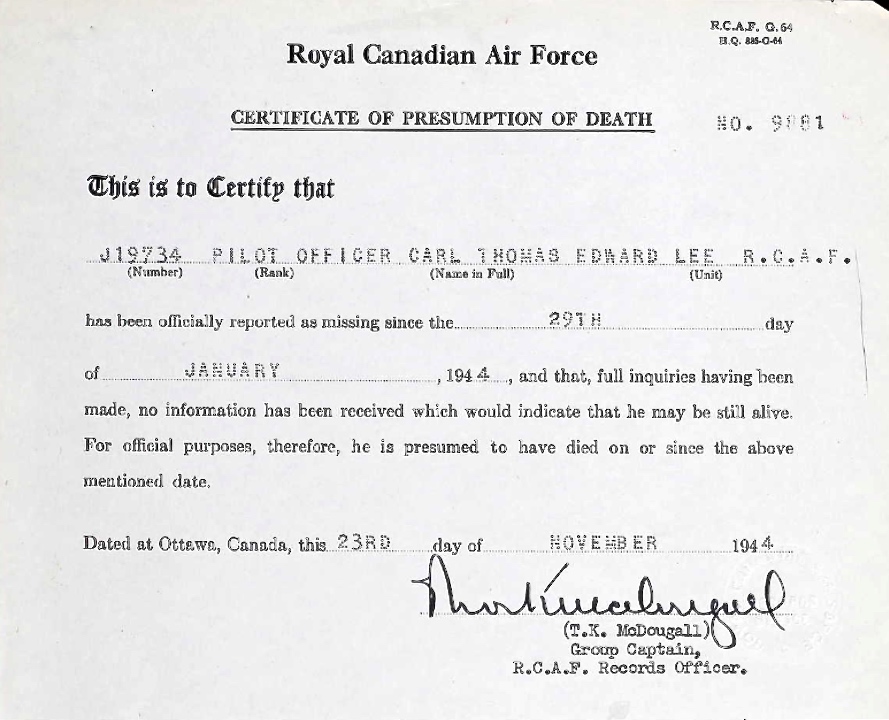 R.C.A.F. G.64
H.Q. 885-G-64
Royal Canadian Air Force
CERTIFICATE OF PRESUMPTION OF DEATH
NO.
This is to Certify that
J19734 PILOT OFFICER CARL THOMAS EDWARD LEE R.C.A.F.
(Number) (Rank) (Name in Full) (Unit)
has been officially reported as missing since the 29TH day
of JANUARY , 1944 , and that, full inquiries having been
made, no information has been received which would indicate that he may be still alive.
For official purposes, therefore, he is presumed to have died on or since the above
mentioned date.
Dated at Ottawa, Canada, this 23RD day of NOVEMBER 1944
(T.K. McDougall)
Group Captain,
R.C.A.F. Records Officer.